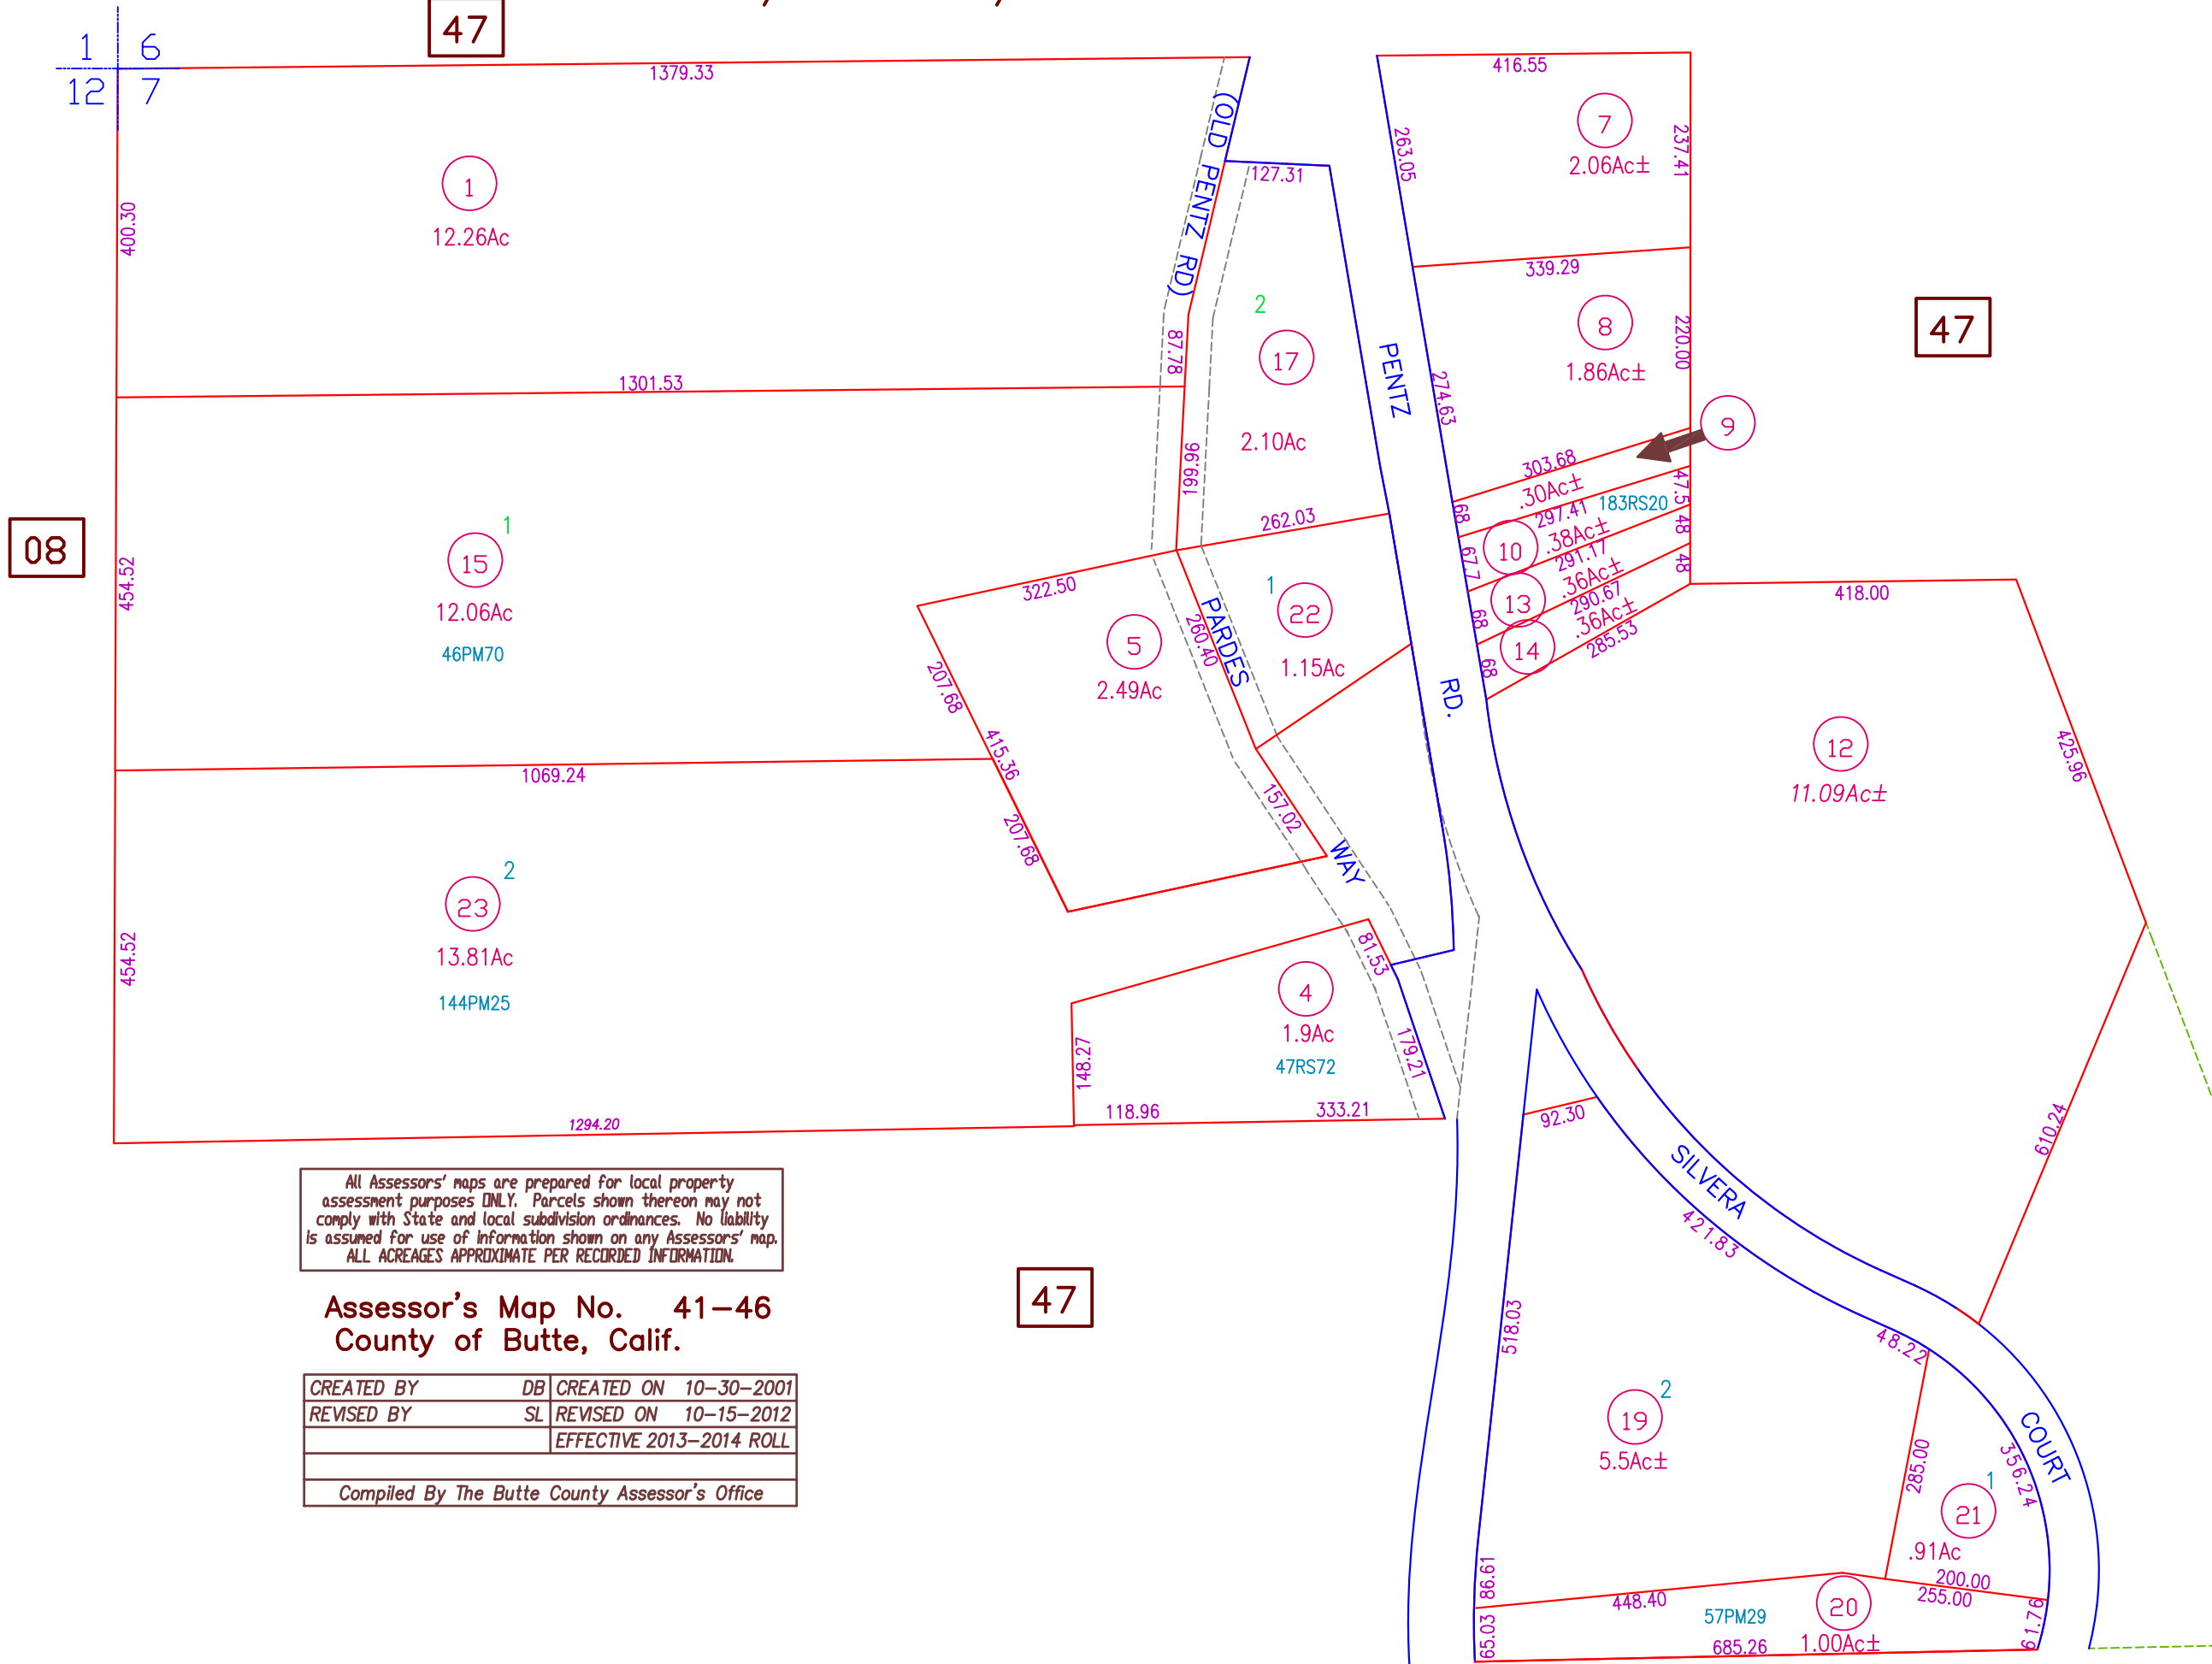 47
1 6
12 7
1379.33
416.55
(OLD PENTZ RD)
263.05
7
2.06Ac±
237.41
1
12.26Ac
400.30
127.31
339.29
2
17
2.10Ac
87.78
8
1.86Ac±
220.00
47
PENTZ
274.63
1301.53
9
199.96
303.68
.30Ac±
47.5
183RS20
68
297.41
262.03
10
.38Ac±
48
08
1
15
12.06Ac
46PM70
454.52
67.7
291.17
13
.36Ac±
48
322.50
1
22
1.15Ac
PARDES
260.40
5
2.49Ac
68
290.67
14
.36Ac±
68
285.53
418.00
207.68
RD.
12
11.09Ac±
425.96
415.36
1069.24
157.02
207.68
WAY
2
23
13.81Ac
144PM25
454.52
81.53
4
1.9Ac
47RS72
148.27
179.21
118.96
333.21
1294.20
92.30
610.24
SILVERA
421.83
All Assessors' maps are prepared for local property
assessment purposes ONLY. Parcels shown thereon may not
comply with State and local subdivision ordinances. No liability
is assumed for use of information shown on any Assessors' map.
ALL ACREAGES APPROXIMATE PER RECORDED INFORMATION.
47
Assessor's Map No. 41-46
County of Butte, Calif.
518.03
48.22
CREATED BY DB CREATED ON 10-30-2001
REVISED BY SL REVISED ON 10-15-2012
EFFECTIVE 2013-2014 ROLL
Compiled By The Butte County Assessor's Office
2
19
5.5Ac±
285.00
COURT
356.24
1
21
.91Ac
86.61
200.00
448.40
255.00
57PM29
20
1.00Ac±
65.03
685.26
61.76